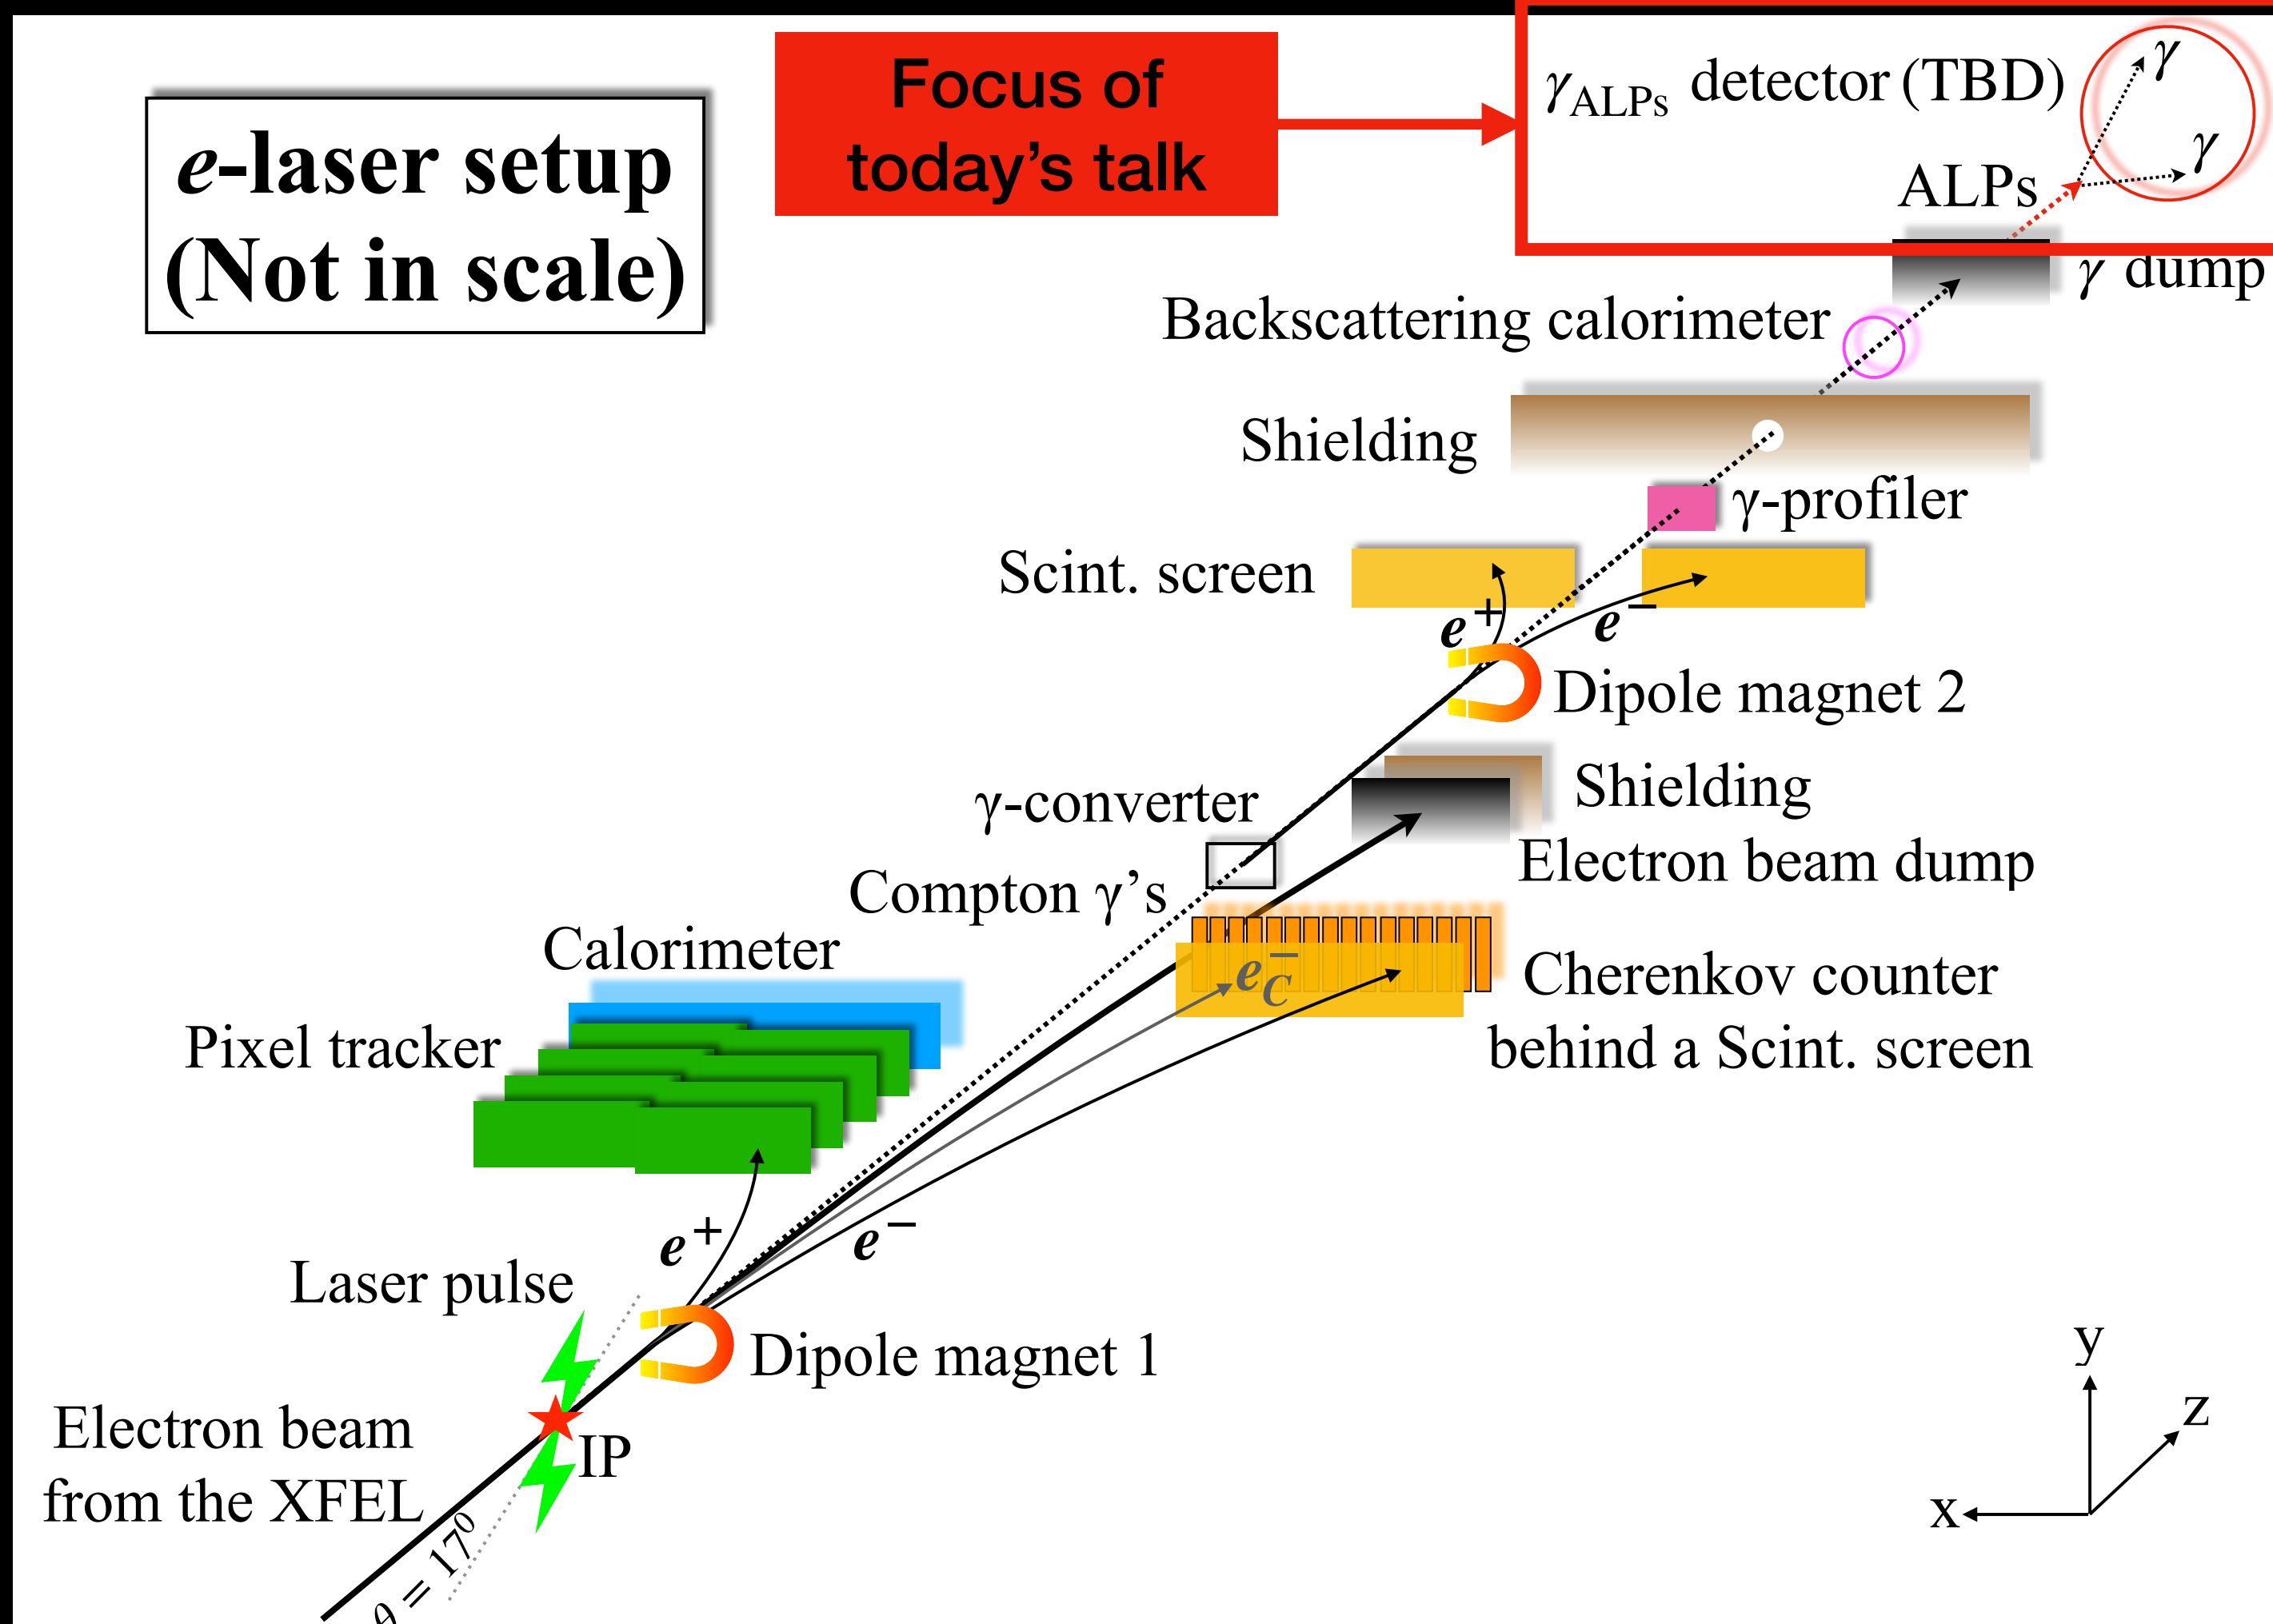 Focus of
today's talk
γALPs detector (TBD)
γ
γ
e-laser setup
(Not in scale)
ALPs
γ dump
Backscattering calorimeter
Shielding
γ-profiler
Scint. screen
e+
e−
Dipole magnet 2
γ-converter
Shielding
Electron beam dump
Compton γ's
Calorimeter
e−C
Cherenkov counter
behind a Scint. screen
Pixel tracker
e+
e−
Laser pulse
Dipole magnet 1
Electron beam
from the XFEL
IP
θ = 17⁰
y
z
x